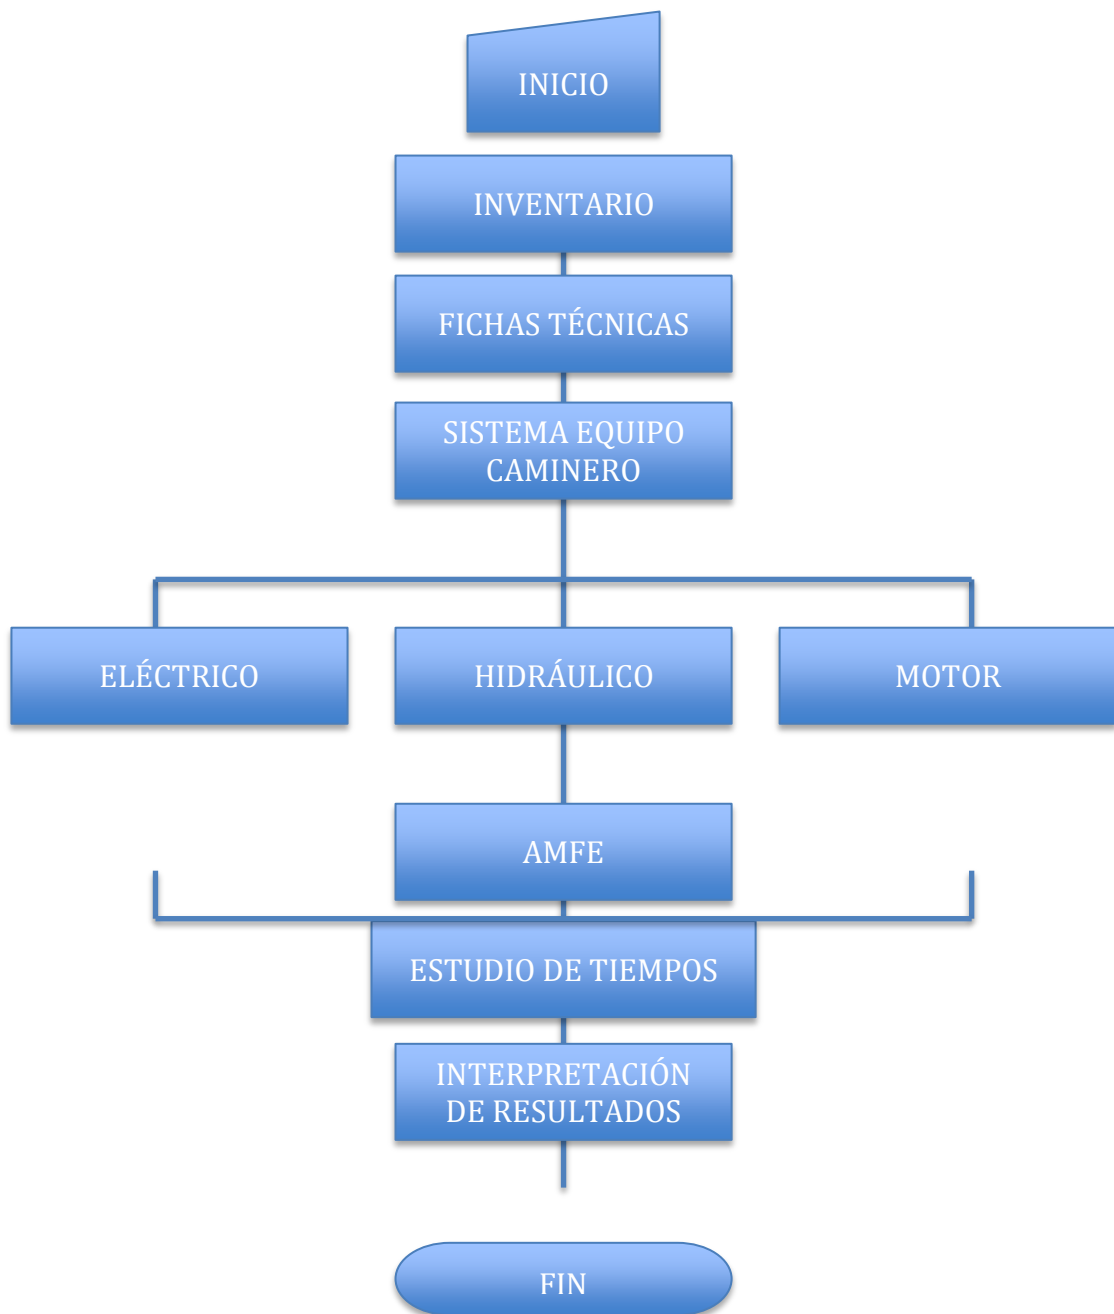 INICIO
INVENTARIO
FICHAS TÉCNICAS
SISTEMA EQUIPO
CAMINERO
ELÉCTRICO
HIDRÁULICO
MOTOR
AMFE
ESTUDIO DE TIEMPOS
INTERPRETACIÓN
DE RESULTADOS
FIN